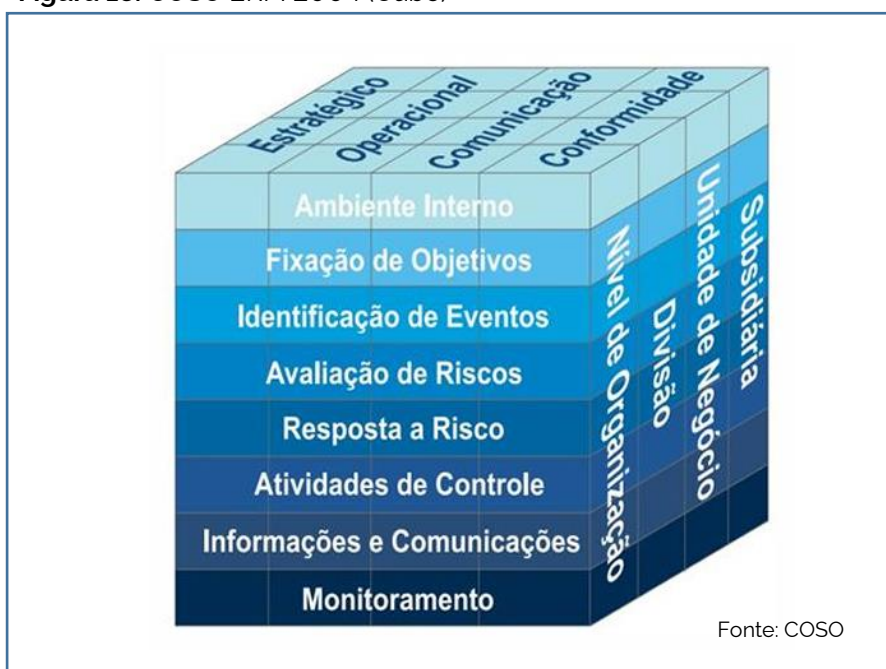 Estratégico
Operacional
Comunicação
Conformidade
Ambiente Interno
Fixação de Objetivos
Identificação de Eventos
Avaliação de Riscos
Resposta a Risco
Atividades de Controle
Informações e Comunicações
Monitoramento
Nível de Organização
Divisão
Unidade de Negócio
Subsidiária
Fonte: COSO